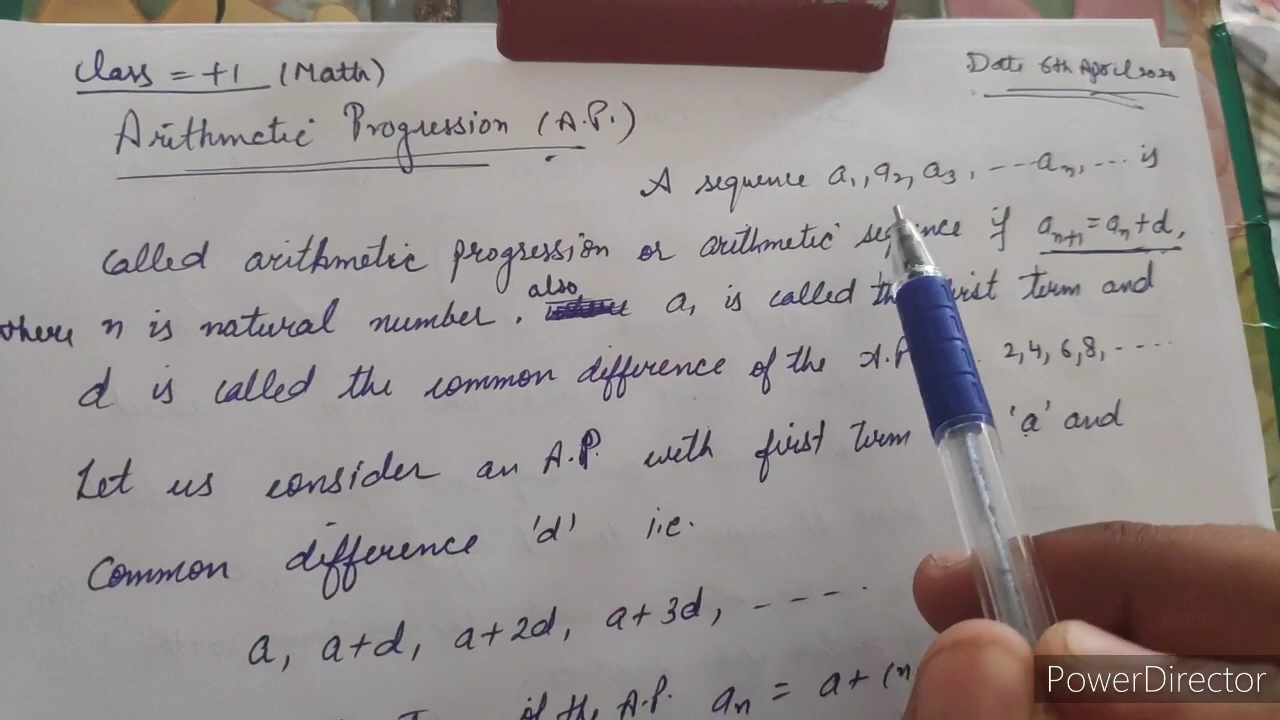 Class = +1 (Math)
Date 6th April 2020
Arithmetic Progression (A.P.)
A sequence a₁, a₂, a₃, --- aₙ, ... is
called arithmetic progression or arithmetic sequence if aₙ₊₁ = aₙ + d,
where n is natural number. also a₁ is called the first term and
d is called the common difference of the A.P. 2, 4, 6, 8, ----
Let us consider an A.P. with first term 'a' and
Common difference 'd' i.e.
a, a+d, a+2d, a+3d, ----
of the A.P. aₙ = a + (n
PowerDirector